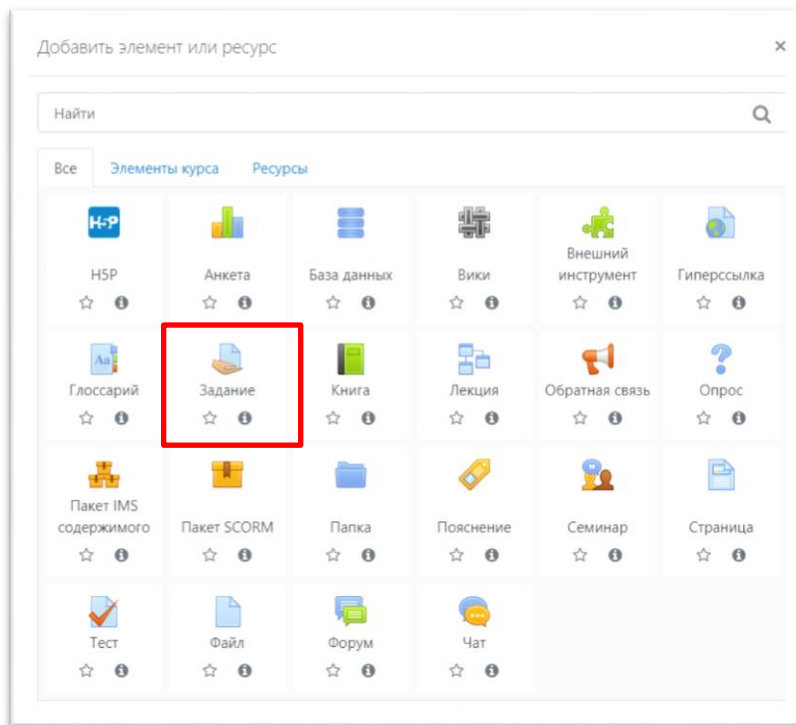 Добавить элемент или ресурс ×
Найти
Все Элементы курса Ресурсы
H5P
H5P Анкета База данных Вики Внешний инструмент Гиперссылка
Aa
Глоссарий Задание Книга Лекция Обратная связь Опрос
Пакет IMS содержимого Пакет SCORM Папка Пояснение Семинар Страница
Тест Файл Форум Чат